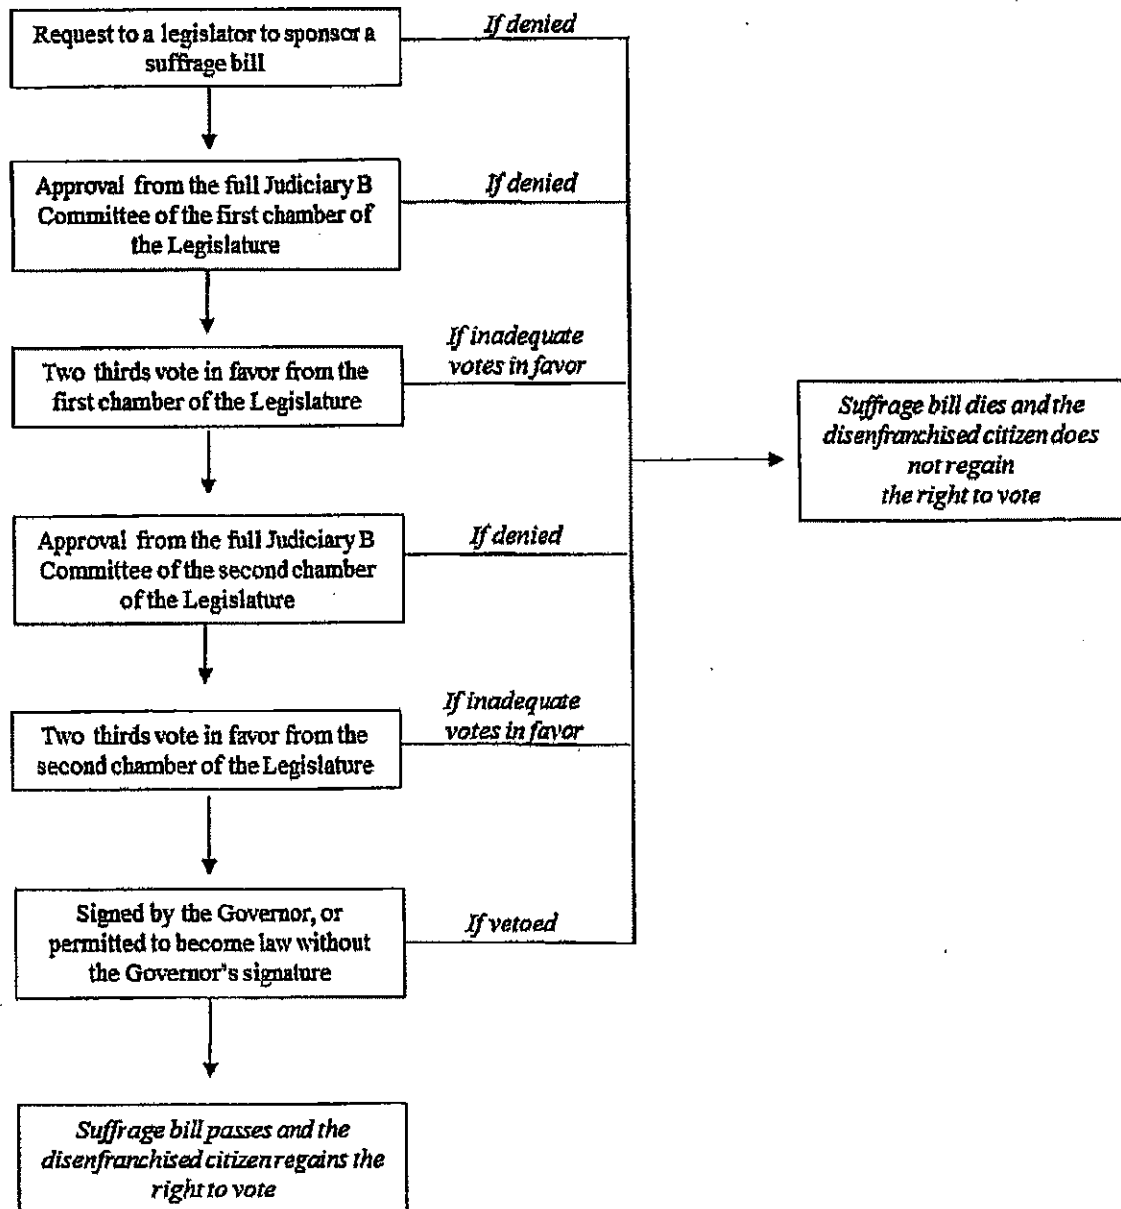 Request to a legislator to sponsor a
suffrage bill
If denied
Approval from the full Judiciary B
Committee of the first chamber of
the Legislature
If denied
Two thirds vote in favor from the
first chamber of the Legislature
If inadequate
votes in favor
Suffrage bill dies and the
disenfranchised citizen does
not regain
the right to vote
Approval from the full Judiciary B
Committee of the second chamber
of the Legislature
If denied
Two thirds vote in favor from the
second chamber of the Legislature
If inadequate
votes in favor
Signed by the Governor, or
permitted to become law without
the Governor's signature
If vetoed
Suffrage bill passes and the
disenfranchised citizen regains the
right to vote